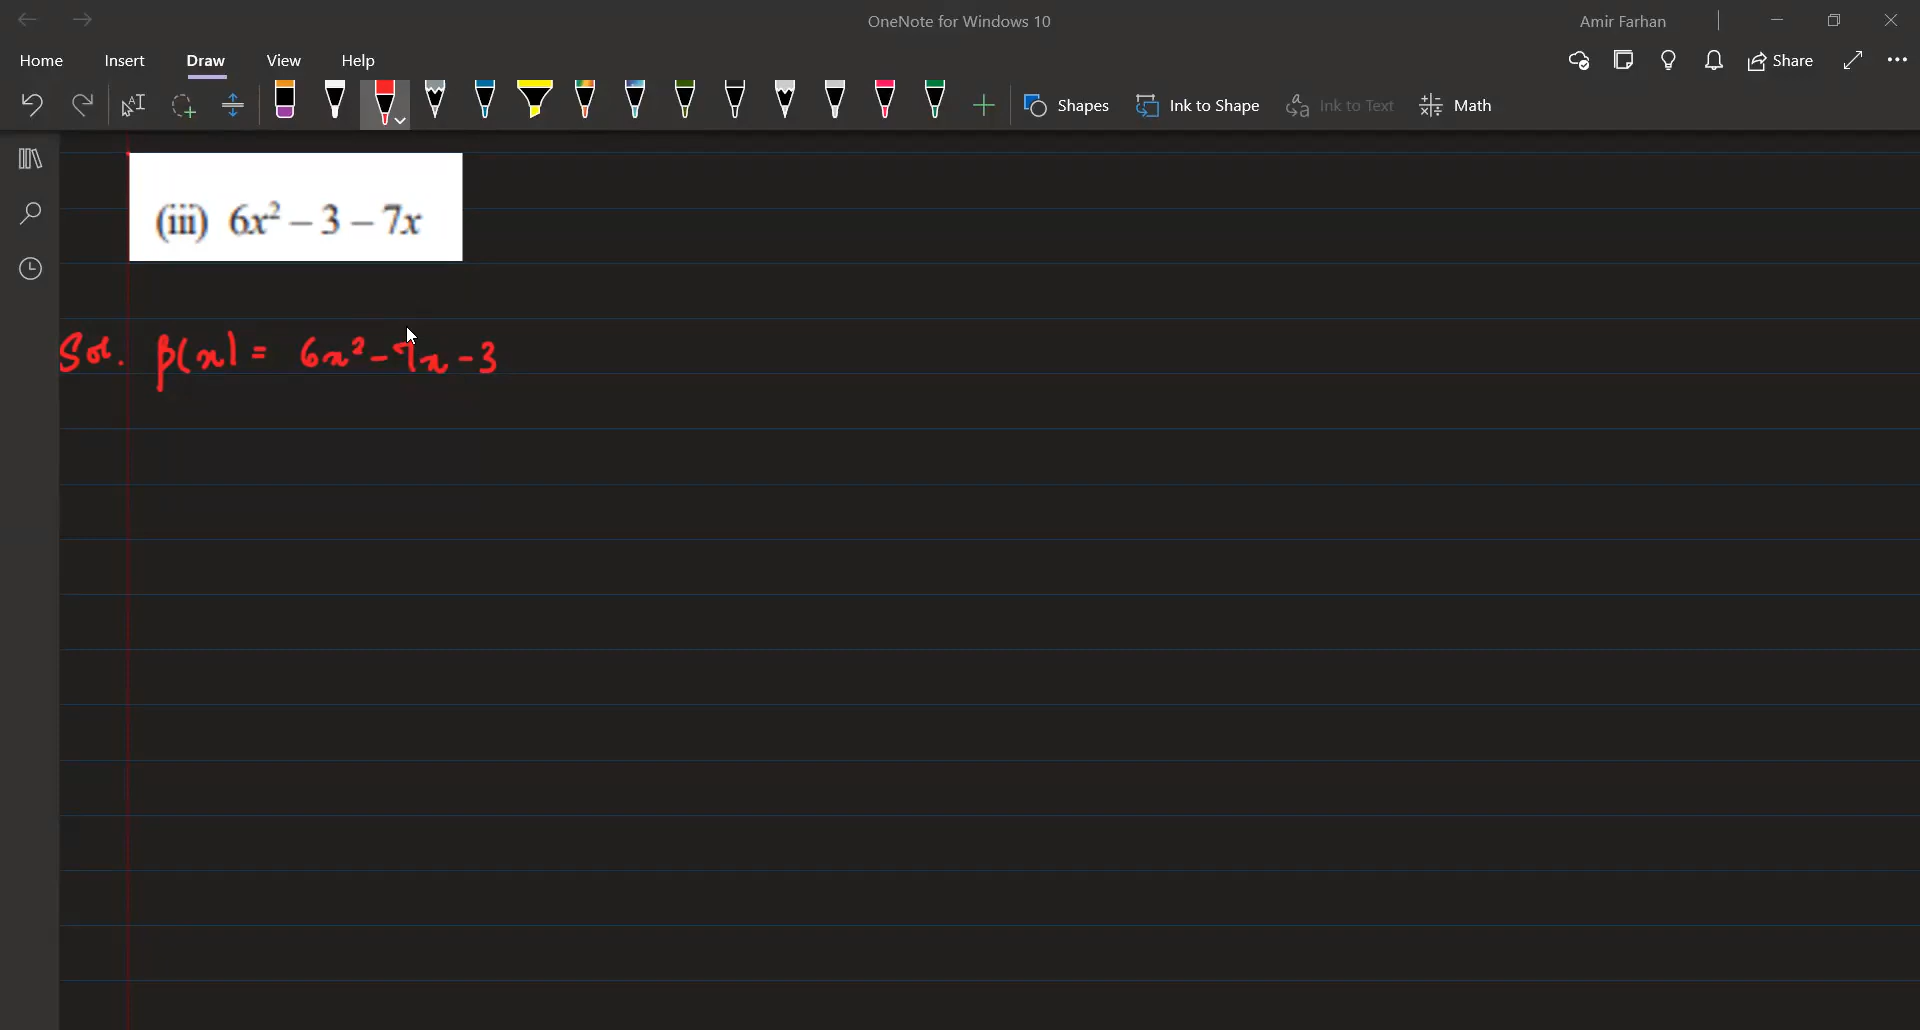 OneNote for Windows 10
Amir Farhan
Home Insert Draw View Help
Share
Shapes Ink to Shape Ink to Text Math
(iii) 6x² – 3 – 7x
Sol. p(x) = 6x² - 7x - 3